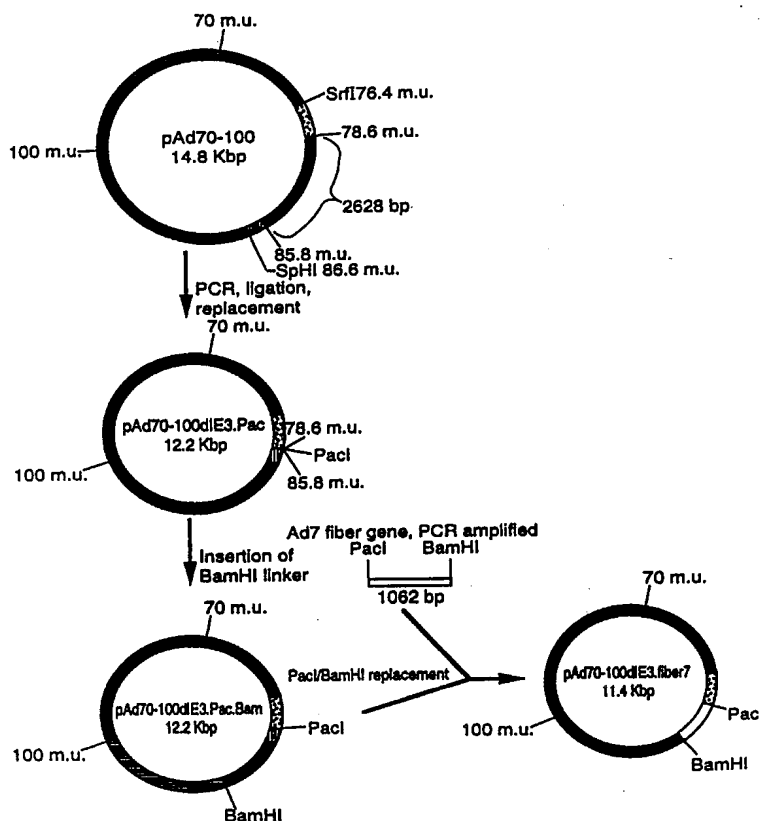 70 m.u.
SrfI76.4 m.u.
pAd70-100
14.8 Kbp
78.6 m.u.
100 m.u.
2628 bp
85.8 m.u.
SpHI 86.6 m.u.
PCR, ligation,
replacement
70 m.u.
pAd70-100dlE3.Pac
12.2 Kbp
78.6 m.u.
PacI
100 m.u.
85.8 m.u.
Ad7 fiber gene, PCR amplified
PacI BamHI
Insertion of
BamHI linker
1062 bp
70 m.u.
70 m.u.
PacI/BamHI replacement
pAd70-100dlE3.fiber7
11.4 Kbp
pAd70-100dlE3.Pac.Bam
12.2 Kbp
PacI
Pac
100 m.u.
100 m.u.
BamHI
BamHI